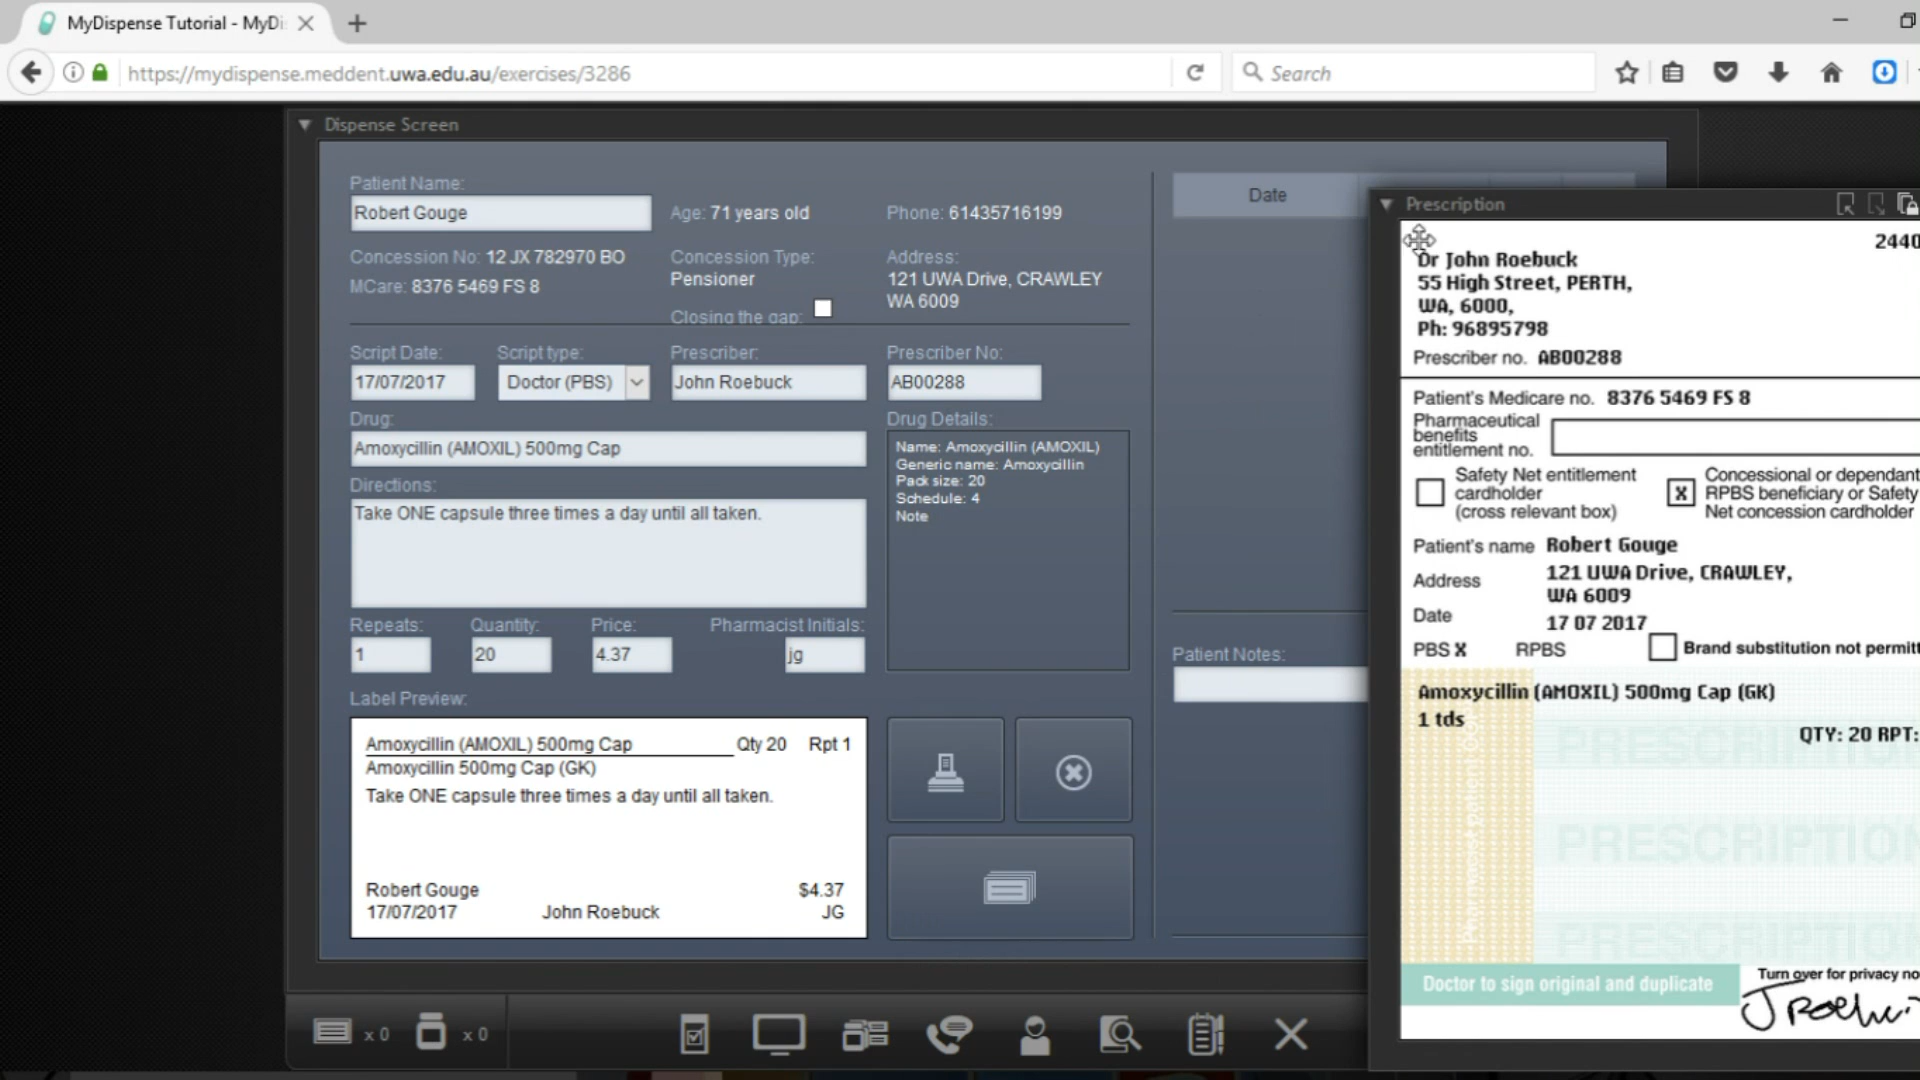 MyDispense Tutorial - MyDi
https://mydispense.meddent.uwa.edu.au/exercises/3286
Search
Dispense Screen
Patient Name:
Robert Gouge
Age: 71 years old
Phone: 61435716199
Concession No: 12 JX 782970 BO
MCare: 8376 5469 FS 8
Concession Type:
Pensioner
Closing the gap:
Address:
121 UWA Drive, CRAWLEY
WA 6009
Script Date:
17/07/2017
Script type:
Doctor (PBS)
Prescriber:
John Roebuck
Prescriber No:
AB00288
Drug:
Amoxycillin (AMOXIL) 500mg Cap
Directions:
Take ONE capsule three times a day until all taken.
Drug Details:
Name: Amoxycillin (AMOXIL)
Generic name: Amoxycillin
Pack size: 20
Schedule: 4
Note
Repeats:
1
Quantity:
20
Price:
4.37
Pharmacist Initials:
jg
Label Preview:
Amoxycillin (AMOXIL) 500mg Cap Qty 20 Rpt 1
Amoxycillin 500mg Cap (GK)
Take ONE capsule three times a day until all taken.
Robert Gouge $4.37
17/07/2017 John Roebuck JG
x 0 x 0
Date
Patient Notes:
Prescription
2440
Dr John Roebuck
55 High Street, PERTH,
WA, 6000,
Ph: 96895798
Prescriber no. AB00288
Patient's Medicare no. 8376 5469 FS 8
Pharmaceutical
benefits
entitlement no.
Safety Net entitlement
cardholder
(cross relevant box)
X
Concessional or dependant
RPBS beneficiary or Safety
Net concession cardholder
Patient's name Robert Gouge
Address 121 UWA Drive, CRAWLEY,
WA 6009
Date 17 07 2017
PBS X RPBS Brand substitution not permitt
Amoxycillin (AMOXIL) 500mg Cap (GK)
1 tds
QTY: 20 RPT:
PRESCRIPTION
PRESCRIPTION
PRESCRIPTION
Doctor to sign original and duplicate
Turn over for privacy no